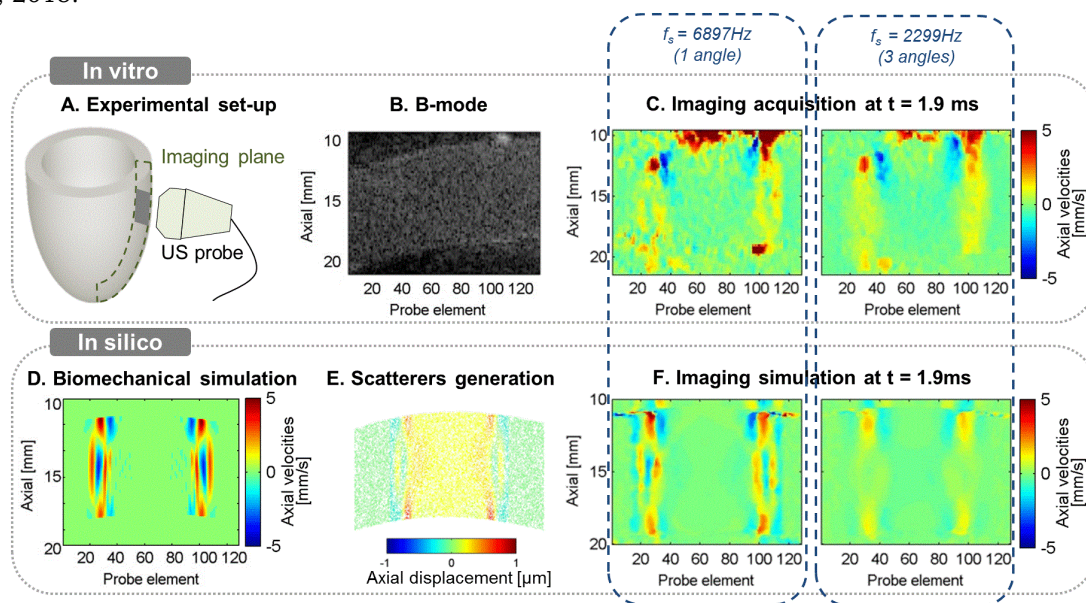 , 2018.
fs = 6897Hz
(1 angle)
fs = 2299Hz
(3 angles)
In vitro
A. Experimental set-up
B. B-mode
C. Imaging acquisition at t = 1.9 ms
Imaging plane
US probe
Axial [mm]
10
15
20
20 40 60 80 100 120
Probe element
Axial [mm]
10
15
20
20 40 60 80 100 120
Probe element
20 40 60 80 100 120
Probe element
5
0
-5
Axial velocities
[mm/s]
In silico
D. Biomechanical simulation
E. Scatterers generation
F. Imaging simulation at t = 1.9ms
Axial [mm]
10
15
20
20 40 60 80 100 120
Probe element
5
0
-5
Axial velocities
[mm/s]
-1 0 1
Axial displacement [μm]
Axial [mm]
10
15
20
20 40 60 80 100 120
Probe element
20 40 60 80 100 120
Probe element
5
0
-5
Axial velocities
[mm/s]